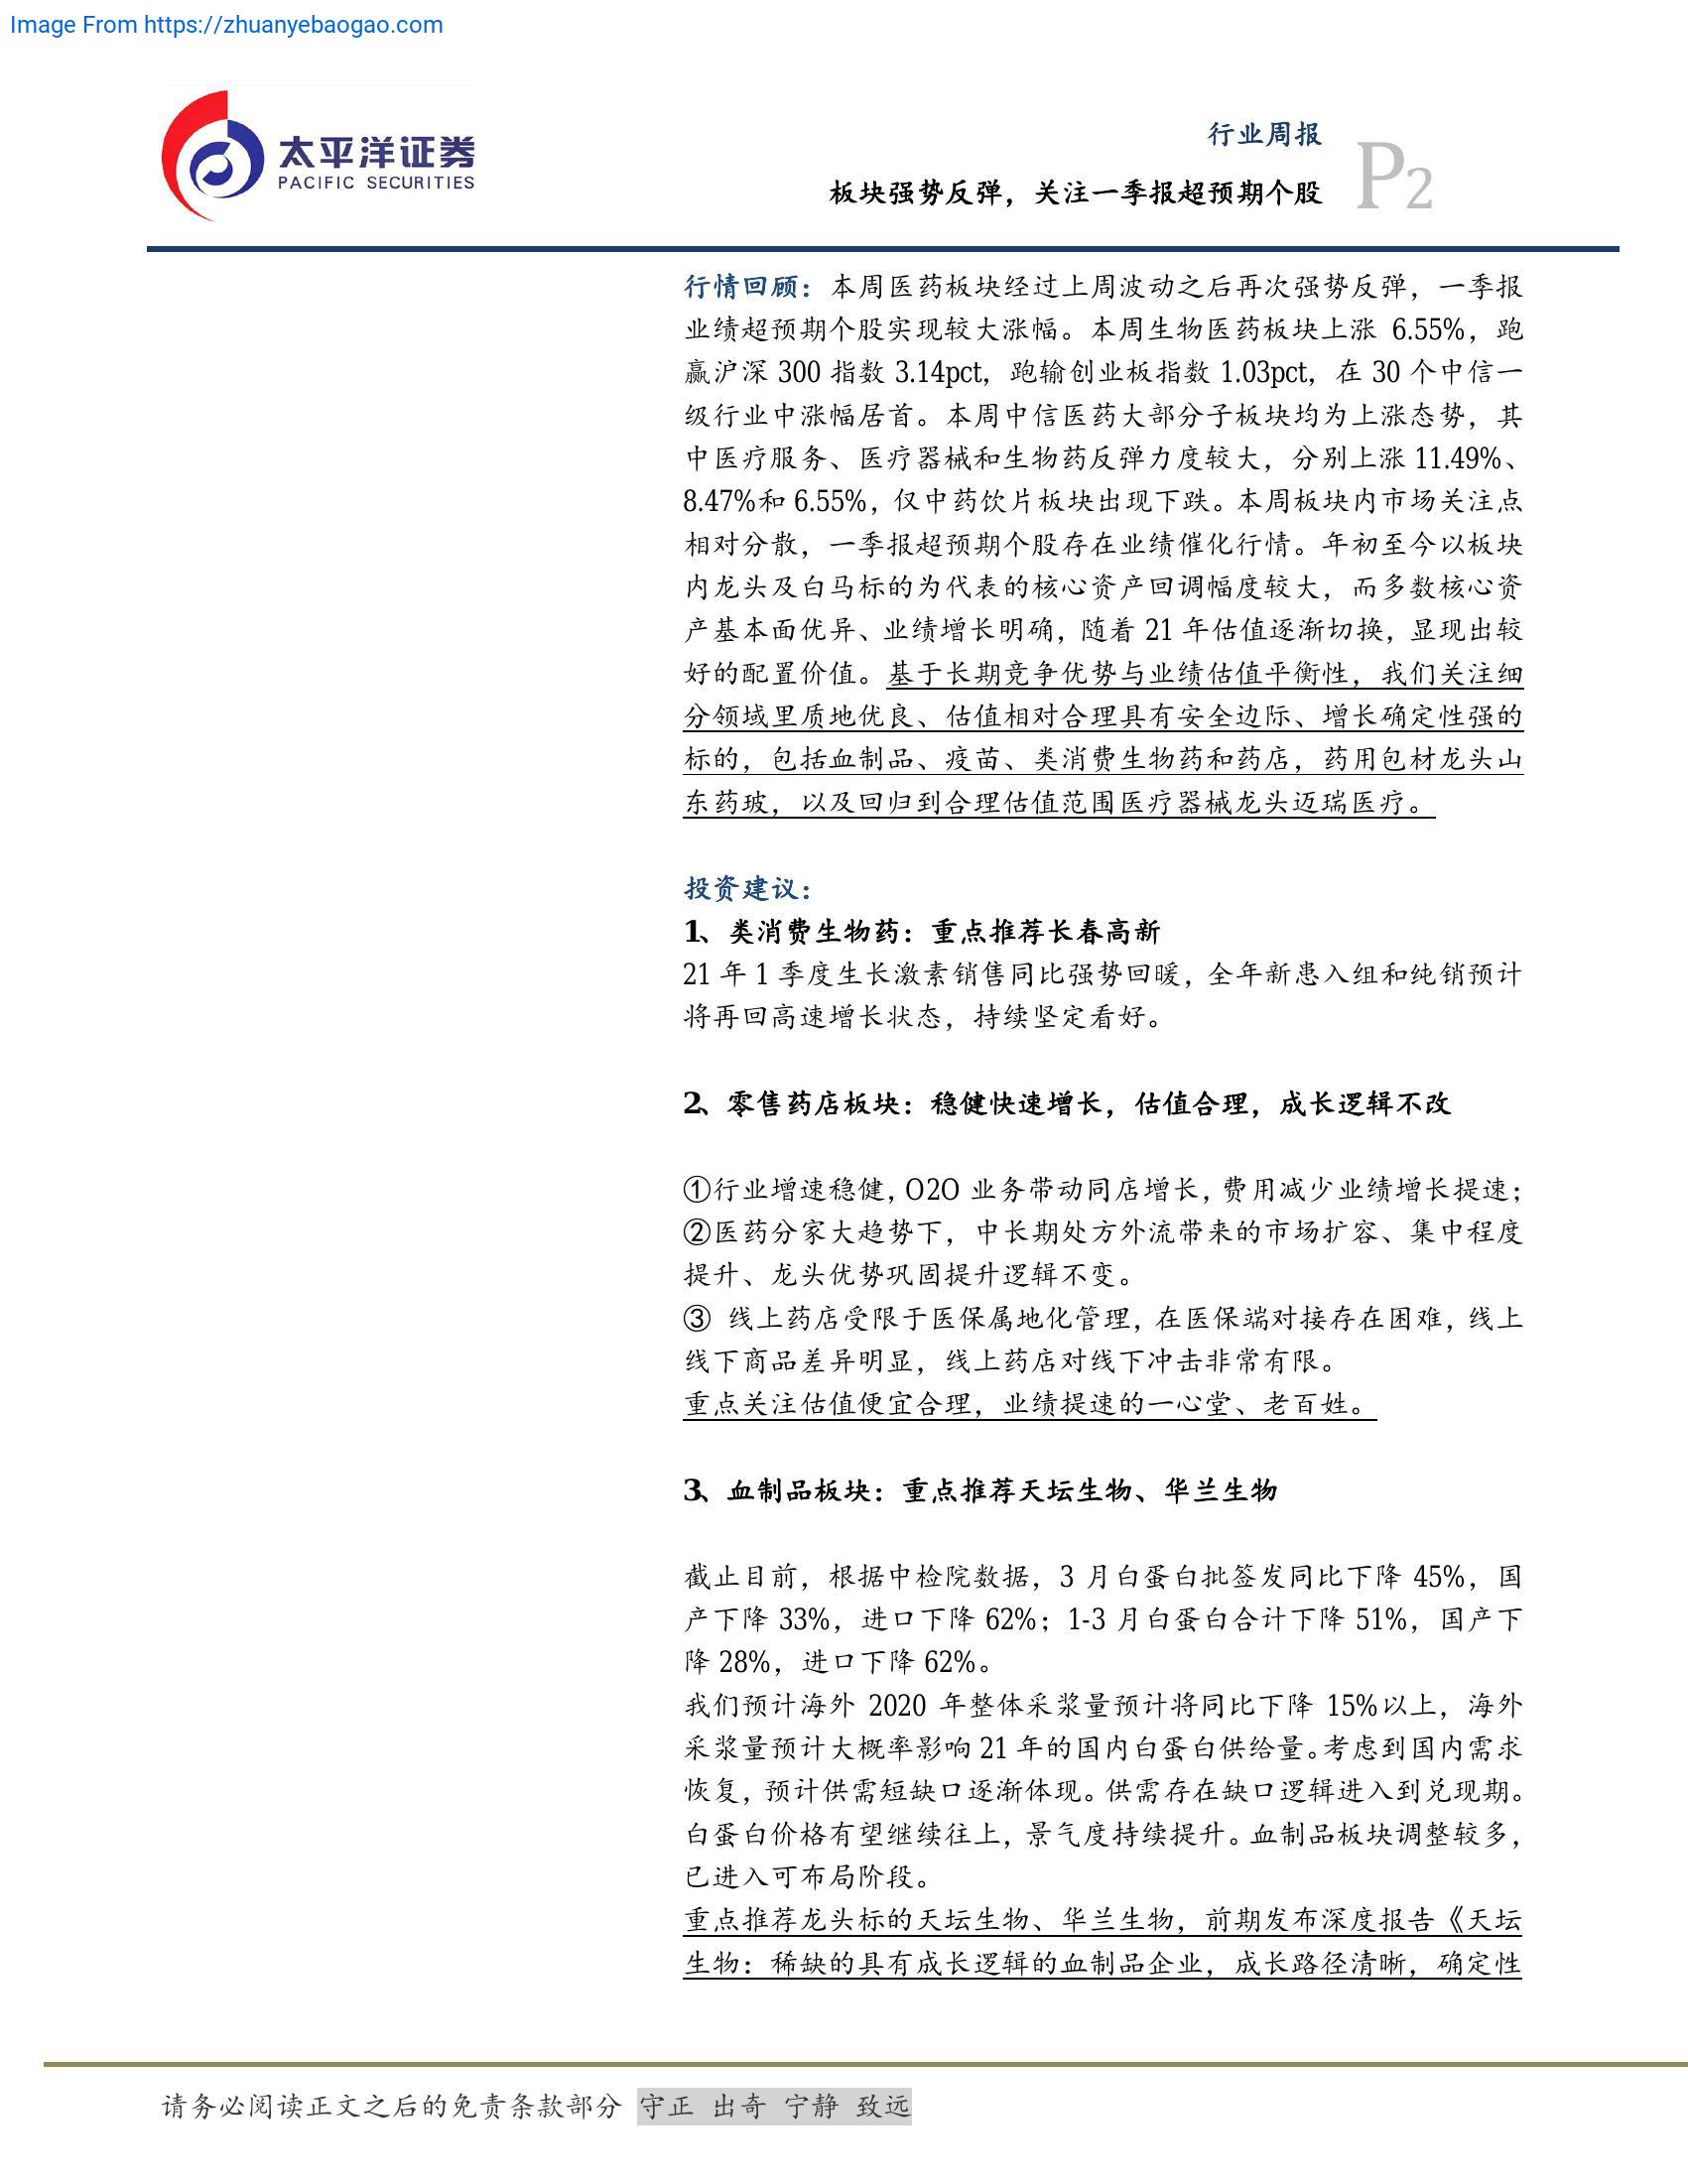 Image From https://zhuanyebaogao.com
太平洋证券
PACIFIC SECURITIES
行业周报
板块强势反弹，关注一季报超预期个股
P2
行情回顾：本周医药板块经过上周波动之后再次强势反弹，一季报
业绩超预期个股实现较大涨幅。本周生物医药板块上涨 6.55%，跑
赢沪深 300 指数 3.14pct，跑输创业板指数 1.03pct，在 30 个中信一
级行业中涨幅居首。本周中信医药大部分子板块均为上涨态势，其
中医疗服务、医疗器械和生物药反弹力度较大，分别上涨 11.49%、
8.47%和 6.55%，仅中药饮片板块出现下跌。本周板块内市场关注点
相对分散，一季报超预期个股存在业绩催化行情。年初至今以板块
内龙头及白马标的为代表的核心资产回调幅度较大，而多数核心资
产基本面优异、业绩增长明确，随着 21 年估值逐渐切换，显现出较
好的配置价值。基于长期竞争优势与业绩估值平衡性，我们关注细
分领域里质地优良、估值相对合理具有安全边际、增长确定性强的
标的，包括血制品、疫苗、类消费生物药和药店，药用包材龙头山
东药玻，以及回归到合理估值范围医疗器械龙头迈瑞医疗。
投资建议：
1、类消费生物药：重点推荐长春高新
21 年 1 季度生长激素销售同比强势回暖，全年新患入组和纯销预计
将再回高速增长状态，持续坚定看好。
2、零售药店板块：稳健快速增长，估值合理，成长逻辑不改
①行业增速稳健，O2O 业务带动同店增长，费用减少业绩增长提速；
②医药分家大趋势下，中长期处方外流带来的市场扩容、集中程度
提升、龙头优势巩固提升逻辑不变。
③ 线上药店受限于医保属地化管理，在医保端对接存在困难，线上
线下商品差异明显，线上药店对线下冲击非常有限。
重点关注估值便宜合理，业绩提速的一心堂、老百姓。
3、血制品板块：重点推荐天坛生物、华兰生物
截止目前，根据中检院数据，3 月白蛋白批签发同比下降 45%，国
产下降 33%，进口下降 62%；1-3 月白蛋白合计下降 51%，国产下
降 28%，进口下降 62%。
我们预计海外 2020 年整体采浆量预计将同比下降 15%以上，海外
采浆量预计大概率影响 21 年的国内白蛋白供给量。考虑到国内需求
恢复，预计供需短缺口逐渐体现。供需存在缺口逻辑进入到兑现期。
白蛋白价格有望继续往上，景气度持续提升。血制品板块调整较多，
已进入可布局阶段。
重点推荐龙头标的天坛生物、华兰生物，前期发布深度报告《天坛
生物：稀缺的具有成长逻辑的血制品企业，成长路径清晰，确定性
请务必阅读正文之后的免责条款部分 守正 出奇 宁静 致远